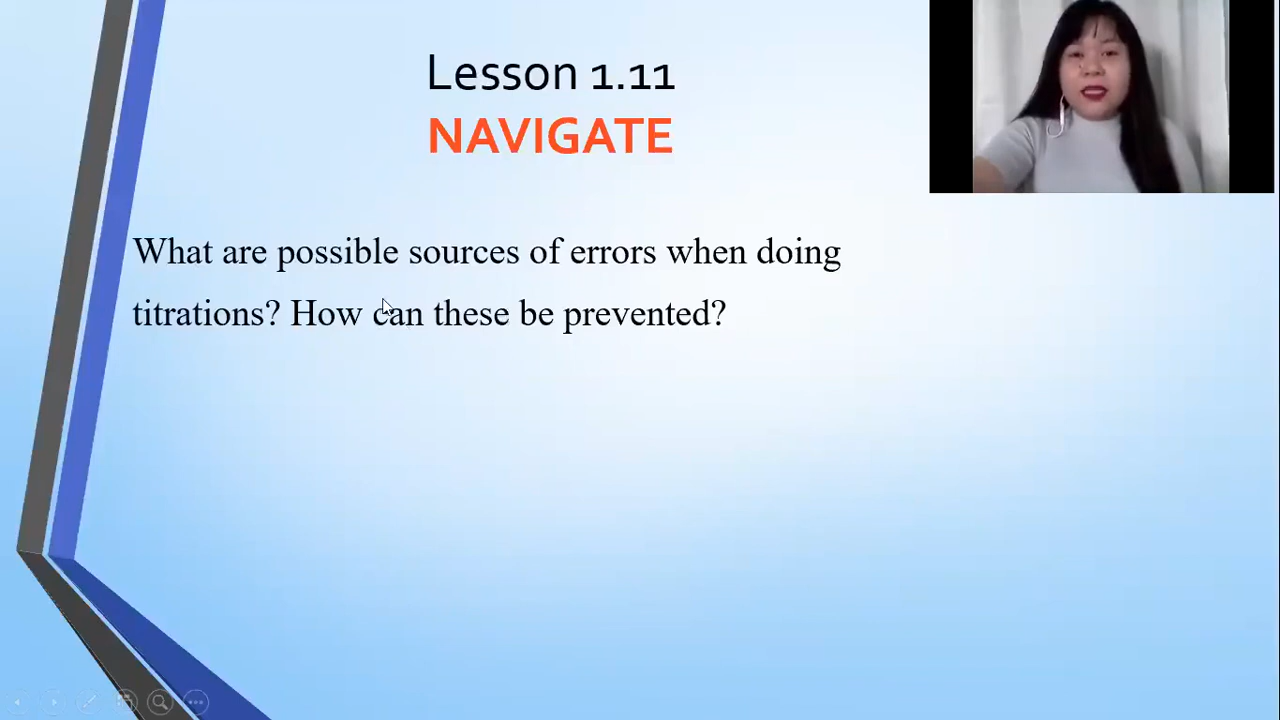 Lesson 1.11
NAVIGATE
What are possible sources of errors when doing
titrations? How can these be prevented?